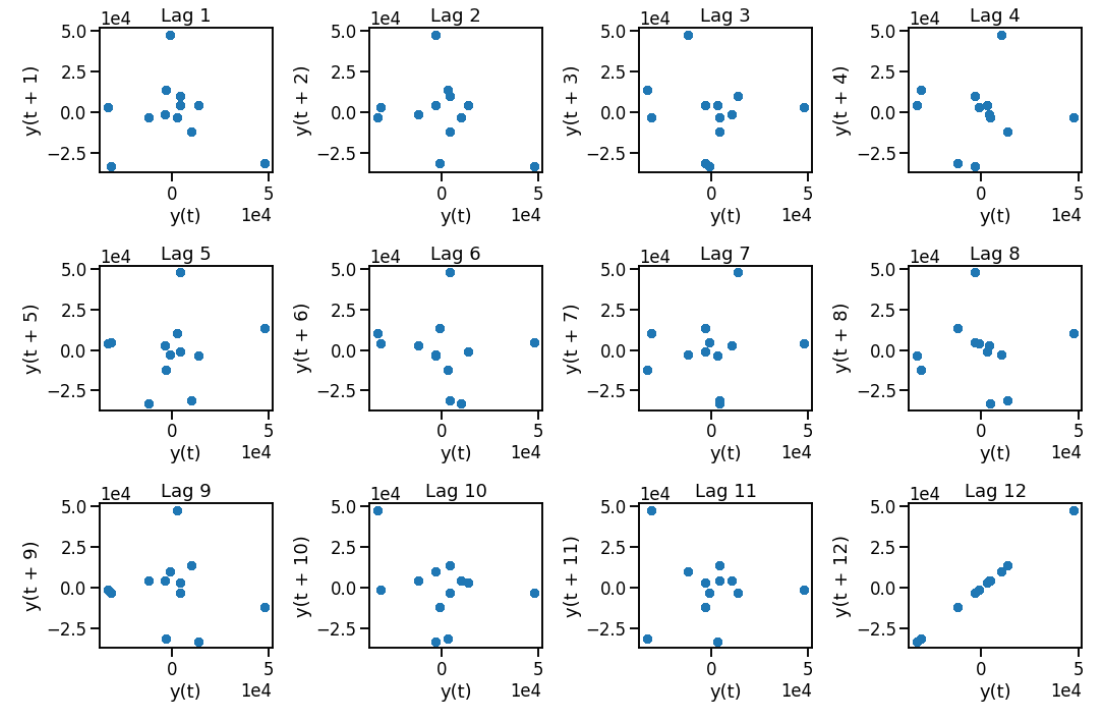 1e4 Lag 1
5.0
2.5
0.0
−2.5
y(t + 1)
0 5
y(t) 1e4
1e4 Lag 2
5.0
2.5
0.0
−2.5
y(t + 2)
0 5
y(t) 1e4
1e4 Lag 3
5.0
2.5
0.0
−2.5
y(t + 3)
0 5
y(t) 1e4
1e4 Lag 4
5.0
2.5
0.0
−2.5
y(t + 4)
0 5
y(t) 1e4
1e4 Lag 5
5.0
2.5
0.0
−2.5
y(t + 5)
0 5
y(t) 1e4
1e4 Lag 6
5.0
2.5
0.0
−2.5
y(t + 6)
0 5
y(t) 1e4
1e4 Lag 7
5.0
2.5
0.0
−2.5
y(t + 7)
0 5
y(t) 1e4
1e4 Lag 8
5.0
2.5
0.0
−2.5
y(t + 8)
0 5
y(t) 1e4
1e4 Lag 9
5.0
2.5
0.0
−2.5
y(t + 9)
0 5
y(t) 1e4
1e4 Lag 10
5.0
2.5
0.0
−2.5
y(t + 10)
0 5
y(t) 1e4
1e4 Lag 11
5.0
2.5
0.0
−2.5
y(t + 11)
0 5
y(t) 1e4
1e4 Lag 12
5.0
2.5
0.0
−2.5
y(t + 12)
0 5
y(t) 1e4